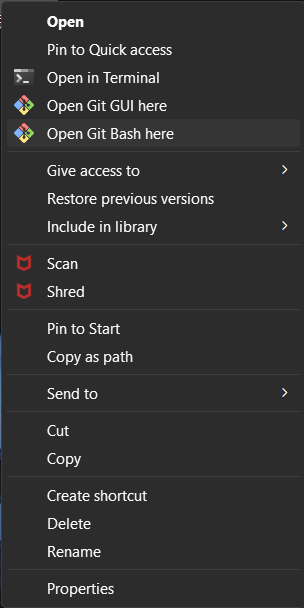 Open
Pin to Quick access
Open in Terminal
Open Git GUI here
Open Git Bash here
Give access to
Restore previous versions
Include in library
Scan
Shred
Pin to Start
Copy as path
Send to
Cut
Copy
Create shortcut
Delete
Rename
Properties